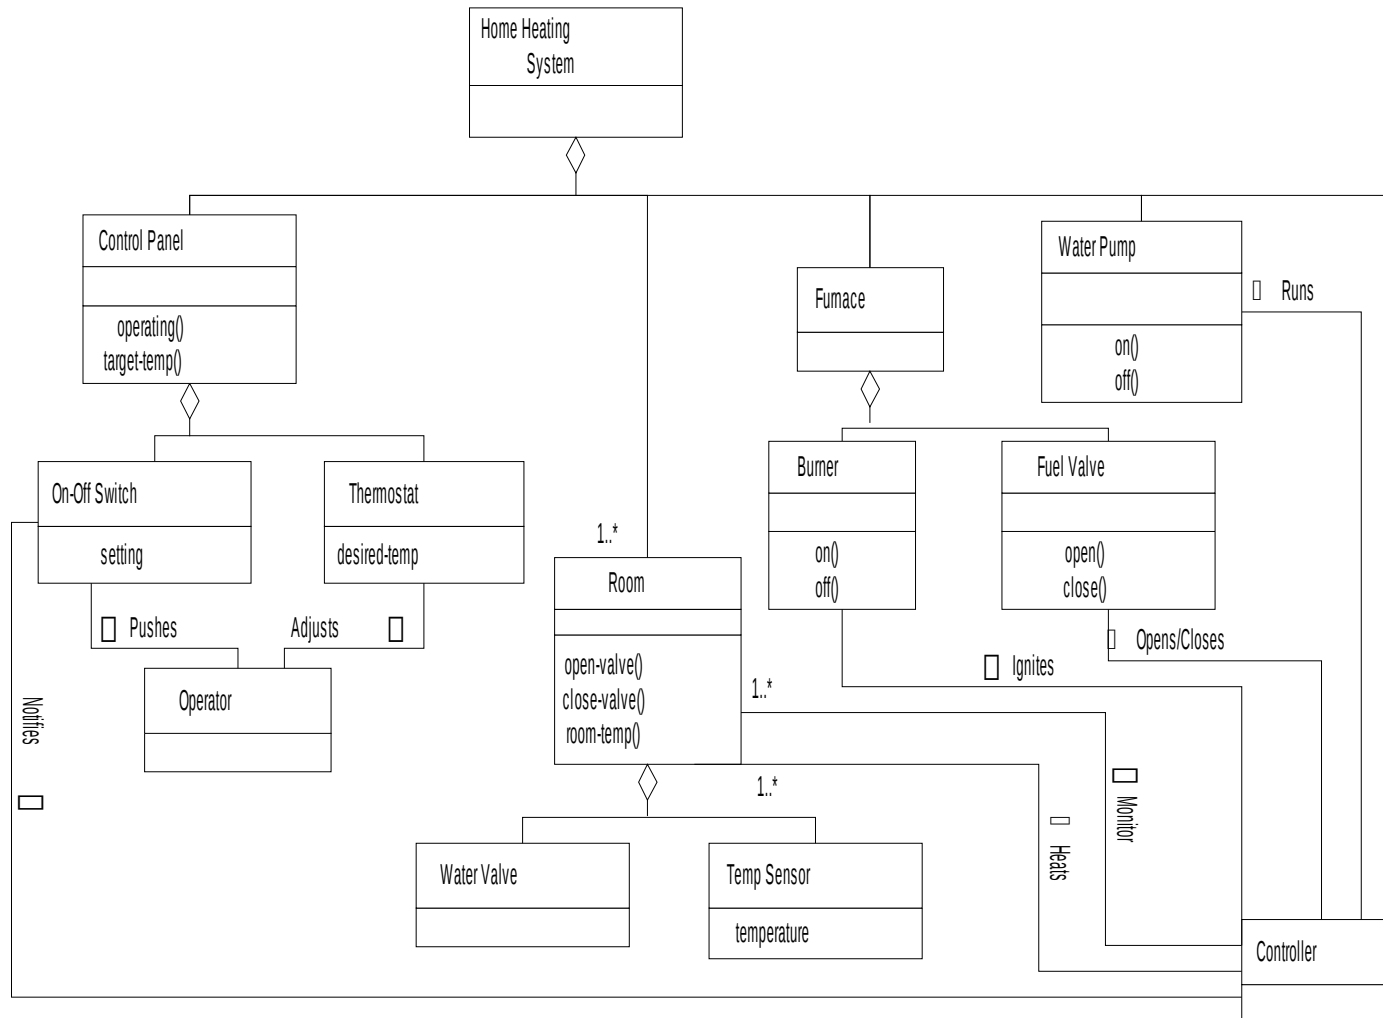 Home Heating
System
Control Panel
operating()
target-temp()
Furnace
Water Pump
on()
off()
Runs
On-Off Switch
setting
Thermostat
desired-temp
Burner
on()
off()
Fuel Valve
open()
close()
1..*
Room
open-valve()
close-valve()
room-temp()
Pushes
Adjusts
Operator
Notifies
Opens/Closes
Ignites
1..*
1..*
Monitor
Heats
Water Valve
Temp Sensor
temperature
Controller